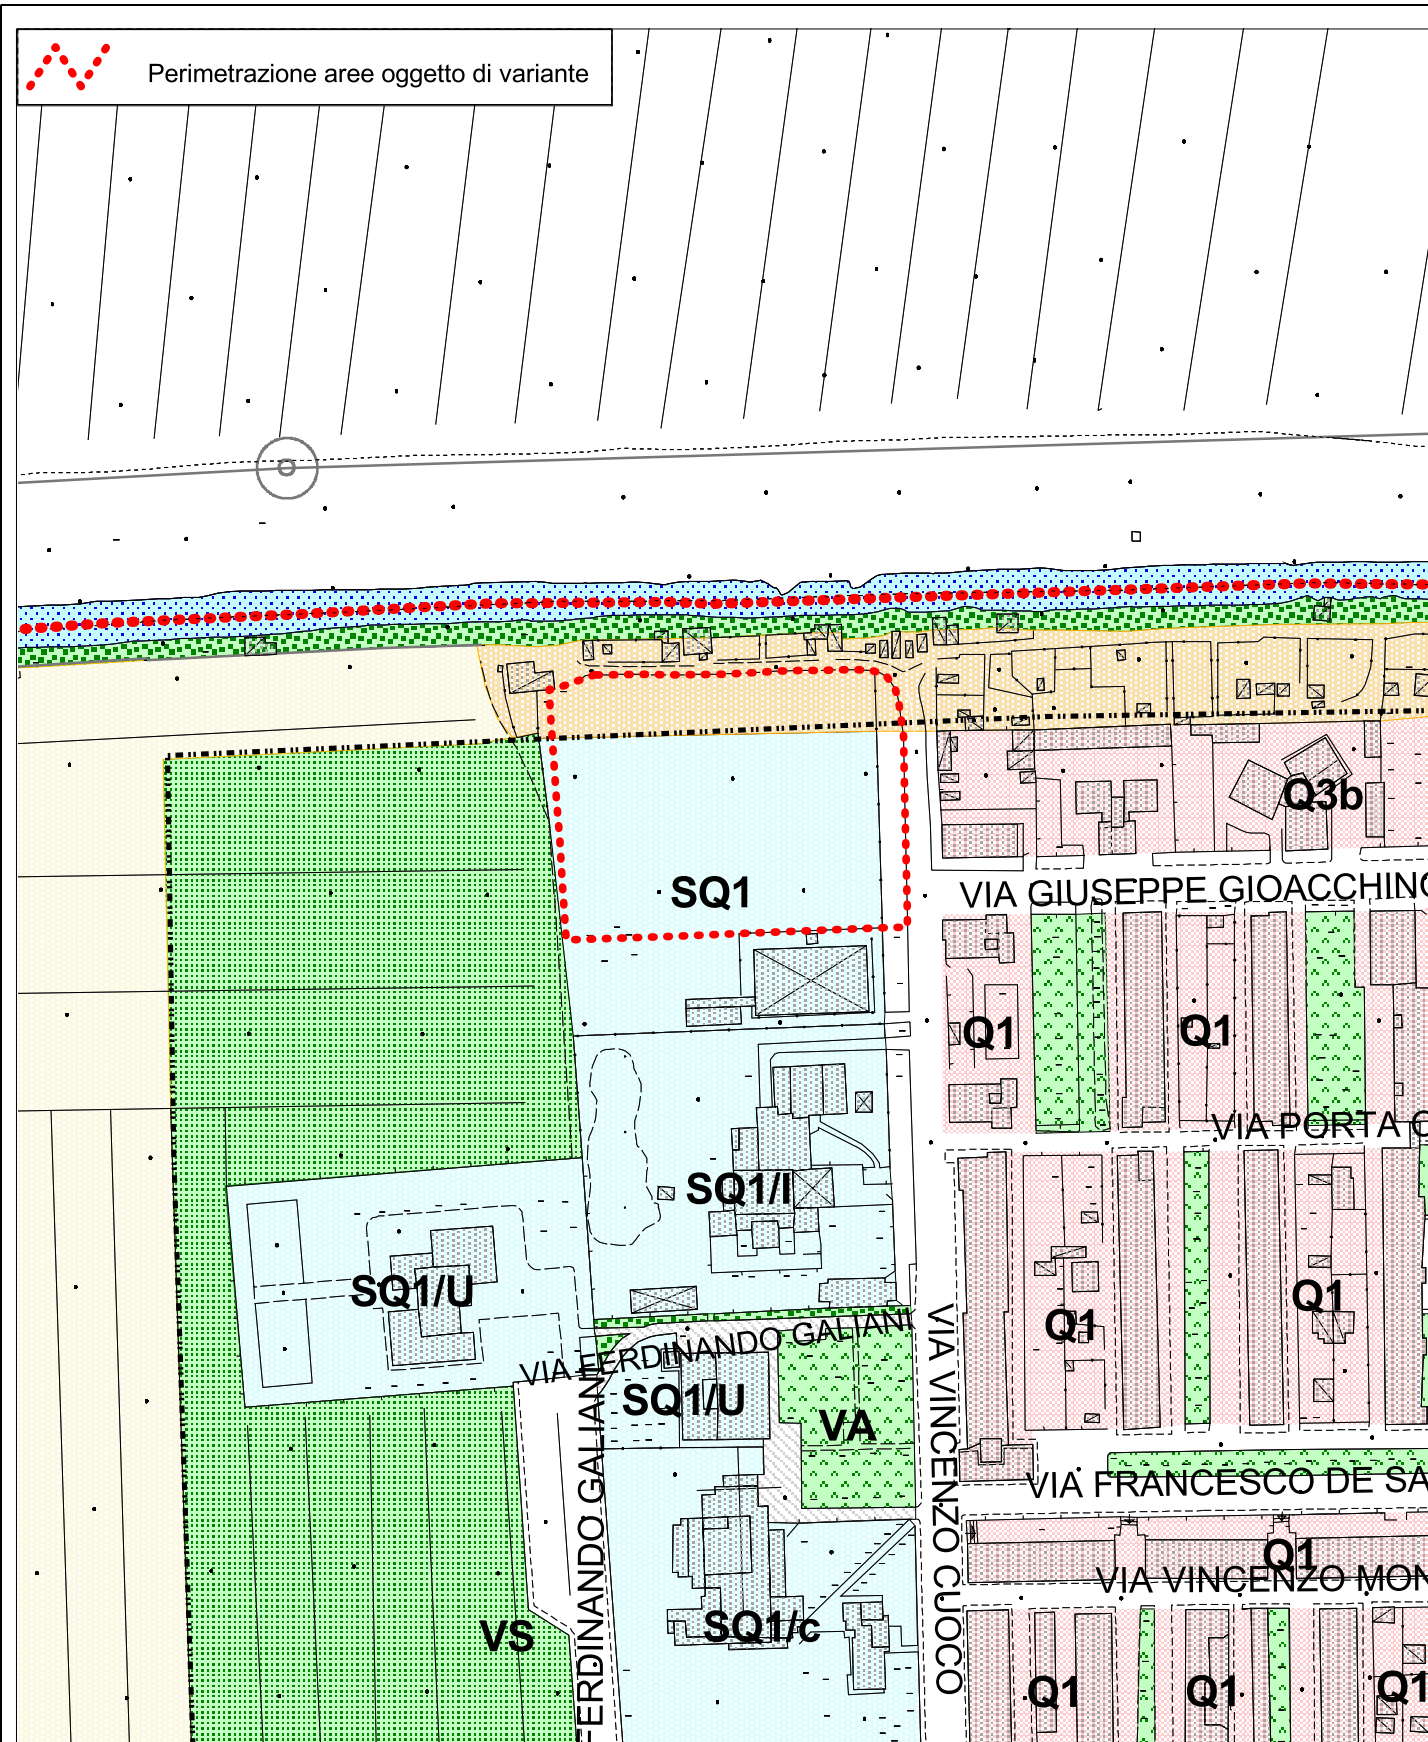 Perimetrazione aree oggetto di variante
Q3b
SQ1
VIA GIUSEPPE GIOACCHINO
Q1
Q1
VIA PORTA
SQ1/I
SQ1/U
Q1
Q1
VIA FERDINANDO GALIANI
SQ1/U
VA
VIA VINCENZO CUOCO
FERDINANDO GALIANI
VIA FRANCESCO DE SA
Q1
VIA VINCENZO MON
SQ1/c
VS
Q1
Q1
Q1